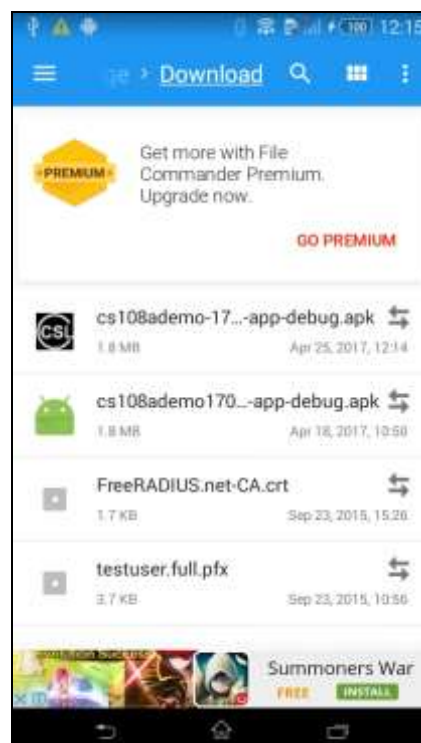 100 12:15
ge > Download
PREMIUM
Get more with File
Commander Premium.
Upgrade now.
GO PREMIUM
CSL
cs108ademo-17...-app-debug.apk
1.8 MB Apr 25, 2017, 12:14
cs108ademo170...-app-debug.apk
1.8 MB Apr 18, 2017, 10:50
FreeRADIUS.net-CA.crt
1.7 KB Sep 23, 2015, 15:26
testuser.full.pfx
3.7 KB Sep 23, 2015, 10:56
Summoners War
FREE INSTALL